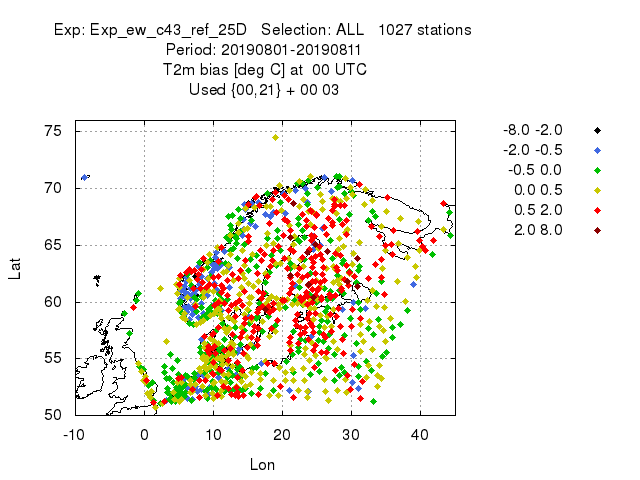 Exp: Exp_ew_c43_ref_25D   Selection: ALL   1027 stations
Period: 20190801-20190811
T2m bias [deg C] at  00 UTC
Used {00,21} + 00 03
75
70
65
60
55
50
-10 0 10 20 30 40
Lat
Lon
-8.0 -2.0
-2.0 -0.5
-0.5 0.0
0.0 0.5
0.5 2.0
2.0 8.0